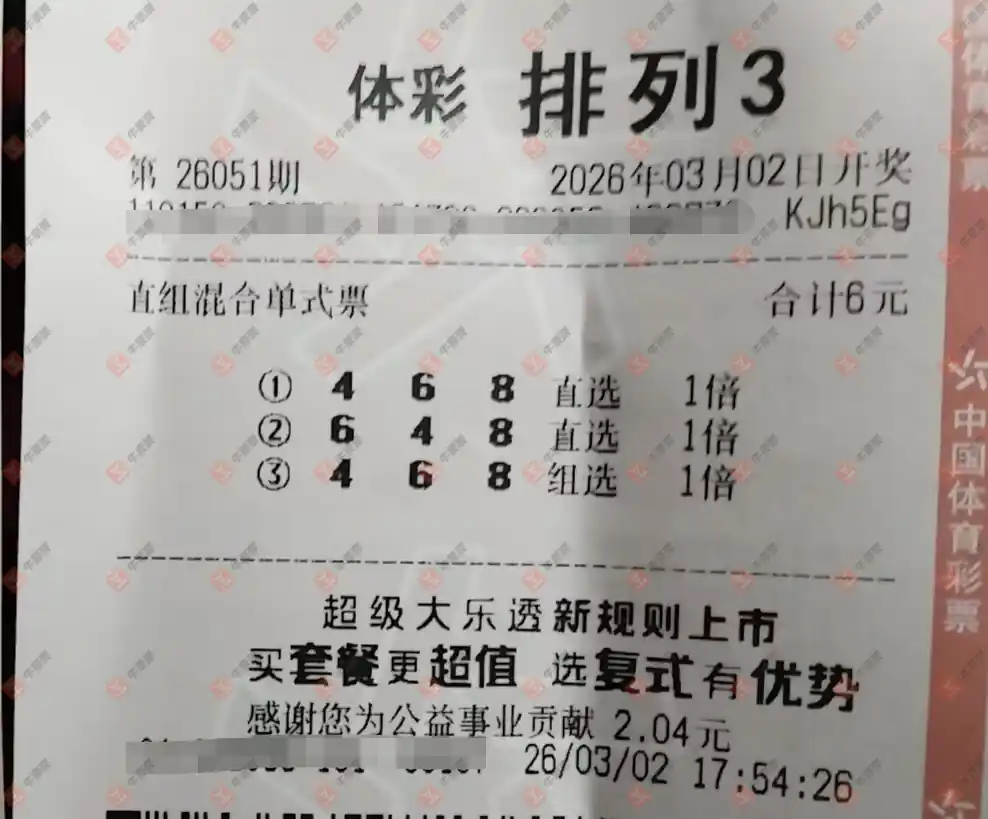 体彩 排列3
第 26051期 2026年03月02日开奖
KJh5Eg
直组混合单式票 合计6元
① 4 6 8 直选 1倍
② 6 4 8 直选 1倍
③ 4 6 8 组选 1倍
超级大乐透新规则上市
买套餐更超值 选复式有优势
感谢您为公益事业贡献 2.04元
26/03/02 17:54:26
中国体育彩票